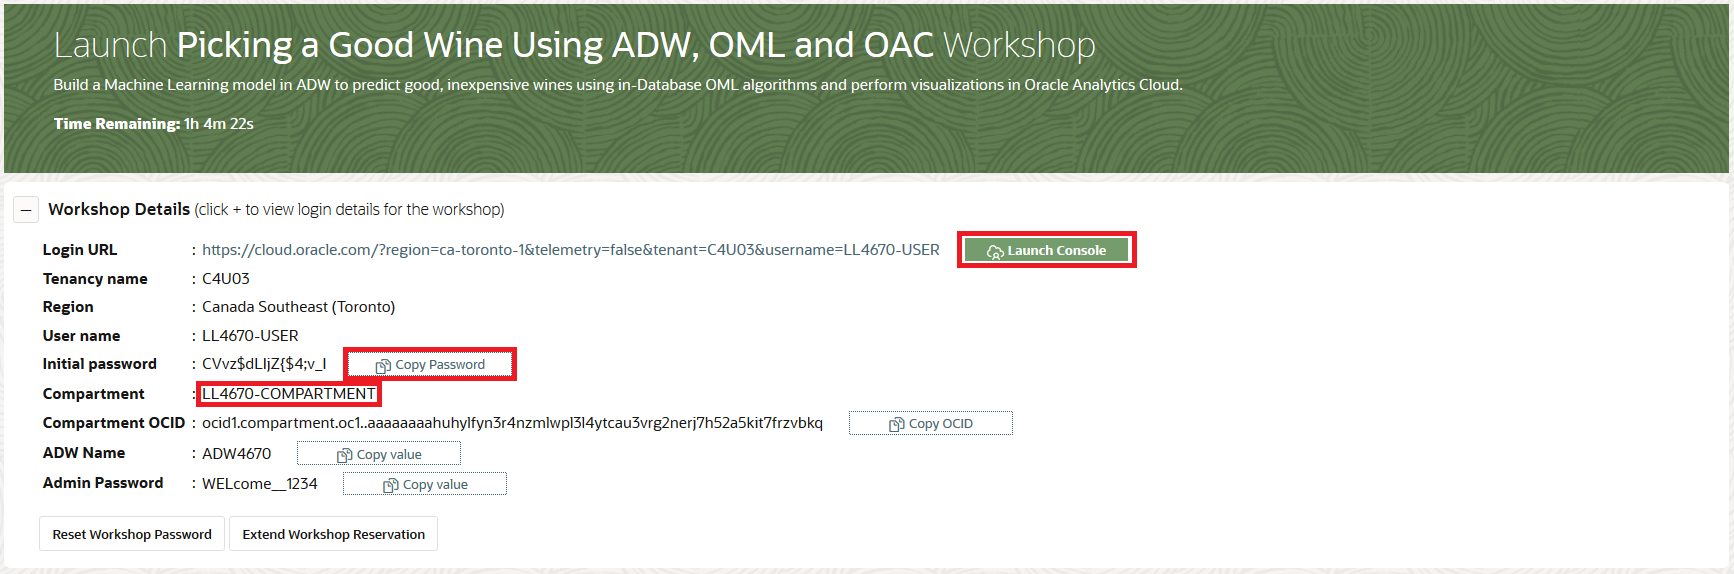 Launch Picking a Good Wine Using ADW, OML and OAC Workshop
Build a Machine Learning model in ADW to predict good, inexpensive wines using in-Database OML algorithms and perform visualizations in Oracle Analytics Cloud.
Time Remaining: 1h 4m 22s
– Workshop Details (click + to view login details for the workshop)
Login URL : https://cloud.oracle.com/?region=ca-toronto-1&telemetry=false&tenant=C4U03&username=LL4670-USER Launch Console
Tenancy name : C4U03
Region : Canada Southeast (Toronto)
User name : LL4670-USER
Initial password : CVvz$dLIjZ{$4;v_I Copy Password
Compartment : LL4670-COMPARTMENT
Compartment OCID : ocid1.compartment.oc1..aaaaaaaahuhylfyn3r4nzmlwpl3l4ytcau3vrg2nerj7h52a5kit7frzvbkq Copy OCID
ADW Name : ADW4670 Copy value
Admin Password : WELcome__1234 Copy value
Reset Workshop Password Extend Workshop Reservation